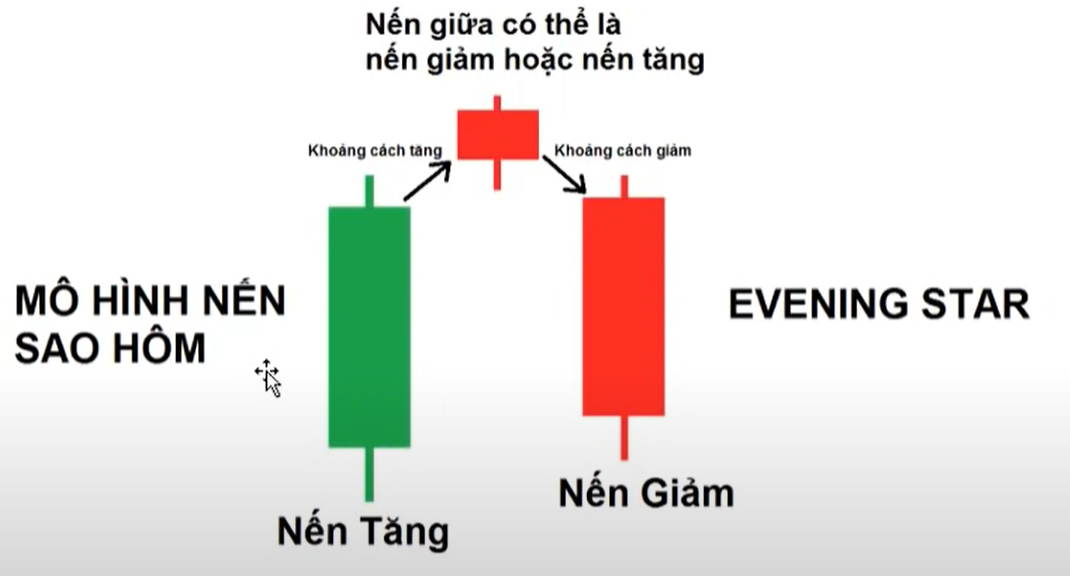 Nến giữa có thể là
nến giảm hoặc nến tăng
Khoảng cách tăng
Khoảng cách giảm
MÔ HÌNH NẾN
SAO HÔM
EVENING STAR
Nến Giảm
Nến Tăng